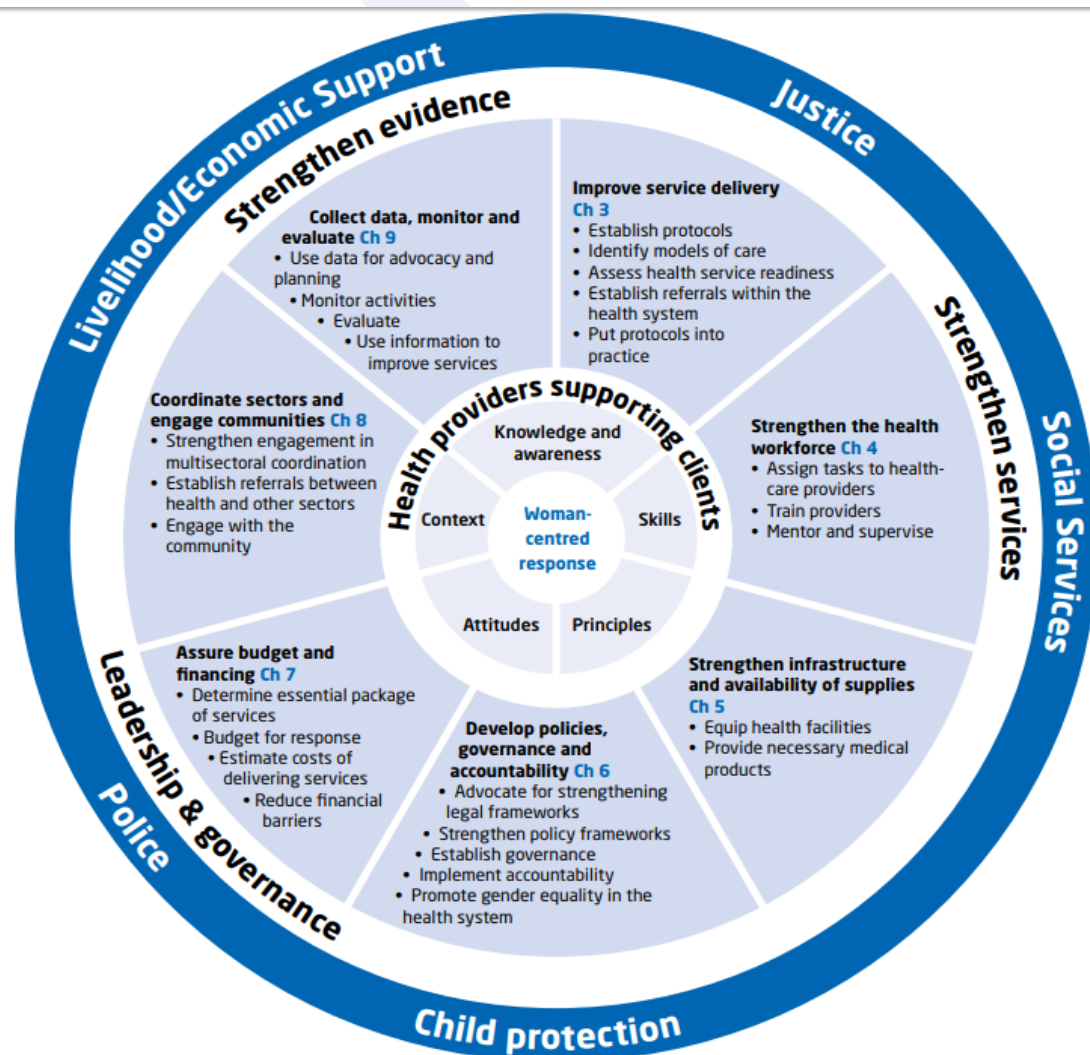 Livelihood/Economic Support
Justice
Social Services
Child protection
Police
Strengthen evidence
Strengthen services
Leadership & governance
Improve service delivery
Ch 3
• Establish protocols
• Identify models of care
• Assess health service readiness
• Establish referrals within the
health system
• Put protocols into
practice
Strengthen the health
workforce Ch 4
• Assign tasks to health-
care providers
• Train providers
• Mentor and supervise
Strengthen infrastructure
and availability of supplies
Ch 5
• Equip health facilities
• Provide necessary medical
products
Develop policies,
governance and
accountability Ch 6
• Advocate for strengthening
legal frameworks
• Strengthen policy frameworks
• Establish governance
• Implement accountability
• Promote gender equality in the
health system
Assure budget and
financing Ch 7
• Determine essential package
of services
• Budget for response
• Estimate costs of
delivering services
• Reduce financial
barriers
Coordinate sectors and
engage communities Ch 8
• Strengthen engagement in
multisectoral coordination
• Establish referrals between
health and other sectors
• Engage with the
community
Collect data, monitor and
evaluate Ch 9
• Use data for advocacy and
planning
• Monitor activities
• Evaluate
• Use information to
improve services
Health providers supporting clients
Knowledge and
awareness
Skills
Principles
Attitudes
Context
Woman-
centred
response